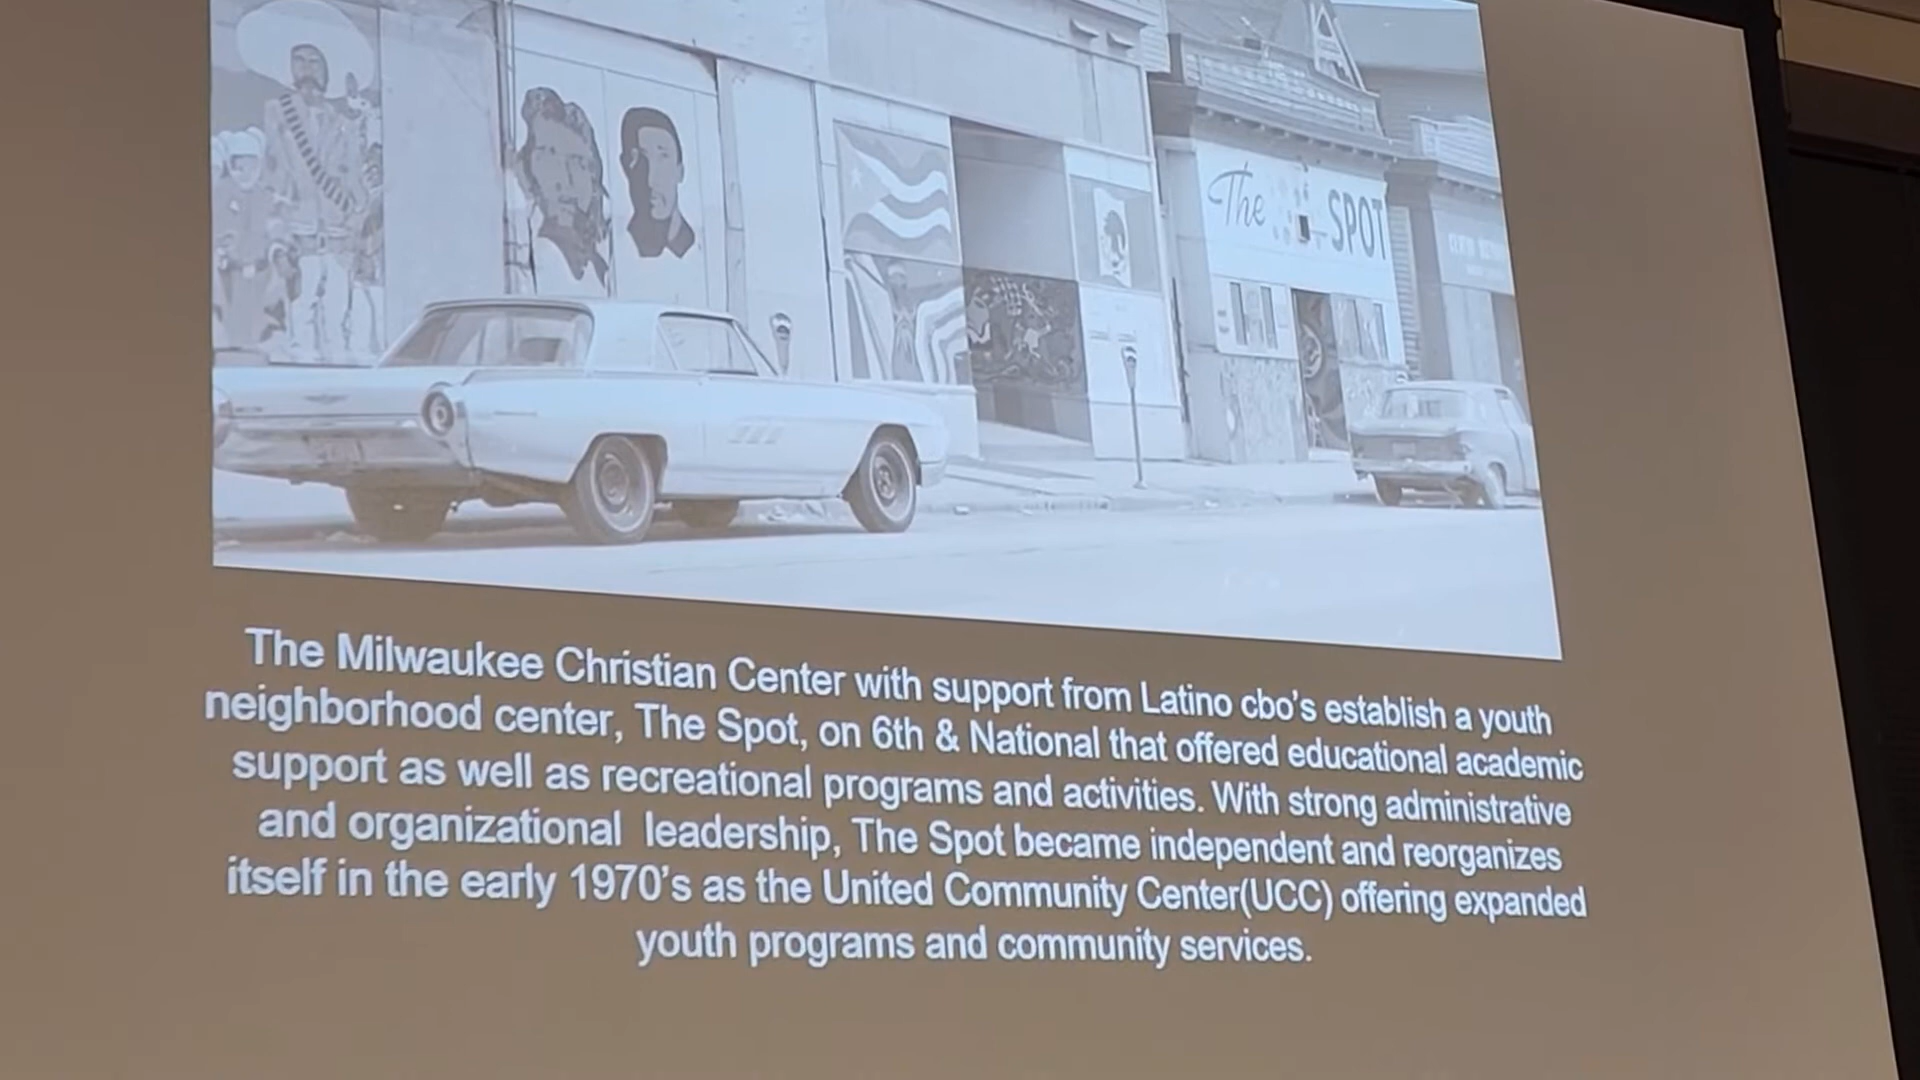 The SPOT
The Milwaukee Christian Center with support from Latino cbo's establish a youth
neighborhood center, The Spot, on 6th & National that offered educational academic
support as well as recreational programs and activities. With strong administrative
and organizational leadership, The Spot became independent and reorganizes
itself in the early 1970's as the United Community Center(UCC) offering expanded
youth programs and community services.